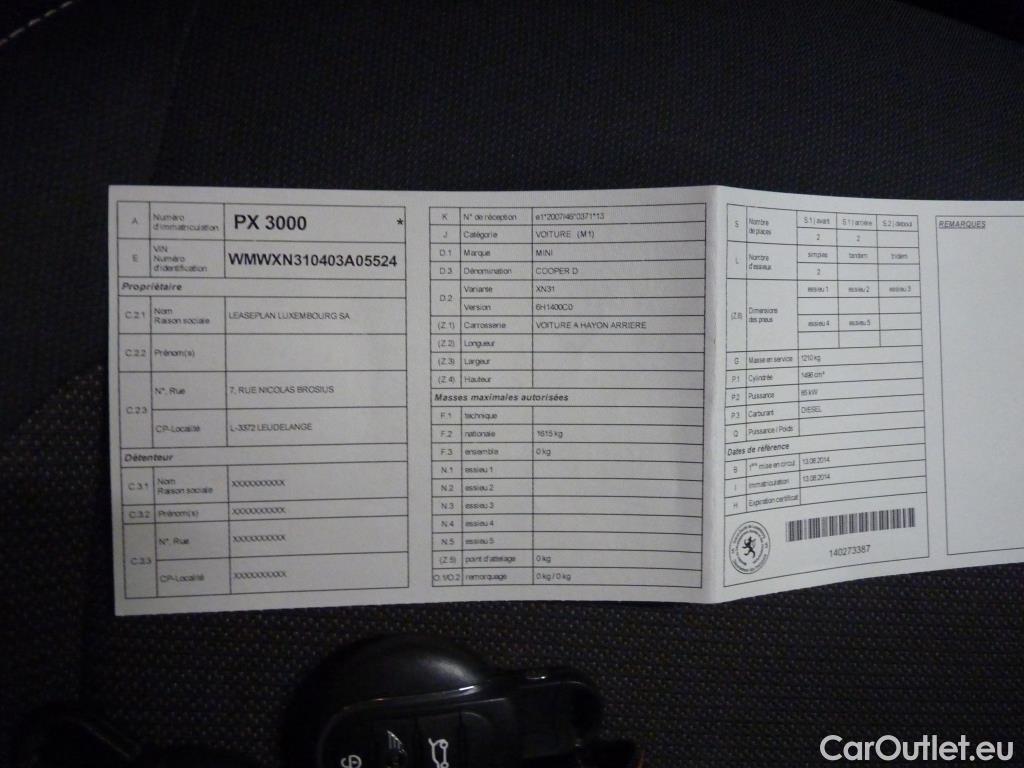 A Numéro d'immatriculation PX 3000 *
E VIN Numéro d'identification WMWXN310403A05524
Propriétaire
C.2.1 Nom Raison sociale LEASEPLAN LUXEMBOURG SA
C.2.2 Prénom(s)
C.2.3 N°, Rue 7, RUE NICOLAS BROSIUS
CP-Localité L-3372 LEUDELANGE
Détenteur
C.3.1 Nom Raison sociale XXXXXXXXXX
C.3.2 Prénom(s) XXXXXXXXXX
C.3.3 N°, Rue XXXXXXXXXX
CP-Localité XXXXXXXXXX
K N° de réception e1*2007/46*0371*13
J Catégorie VOITURE (M1)
D.1 Marque MINI
D.3 Dénomination COOPER D
D.2 Variante XN31
Version 6H1400C0
(Z.1) Carrosserie VOITURE A HAYON ARRIERE
(Z.2) Longueur
(Z.3) Largeur
(Z.4) Hauteur
Masses maximales autorisées
F.1 technique
F.2 nationale 1615 kg
F.3 ensemble 0 kg
N.1 essieu 1
N.2 essieu 2
N.3 essieu 3
N.4 essieu 4
N.5 essieu 5
(Z.5) point d'attelage 0 kg
O.1/O.2 remorquage 0 kg / 0 kg
S Nombre de places S.1) avant S.1) arrière S.2) debout
2 2
L Nombre d'essieux simples tandem tridem
2
(Z.6) Dimensions des pneus essieu 1 essieu 2 essieu 3
essieu 4 essieu 5
G Masse en service 1210 kg
P.1 Cylindrée 1496 cm³
P.2 Puissance 85 kW
P.3 Carburant DIESEL
Q Puissance / Poids
Dates de référence
B 1ère mise en circul. 13.08.2014
I Immatriculation 13.08.2014
H Expiration certificat
140273387
REMARQUES
CarOutlet.eu